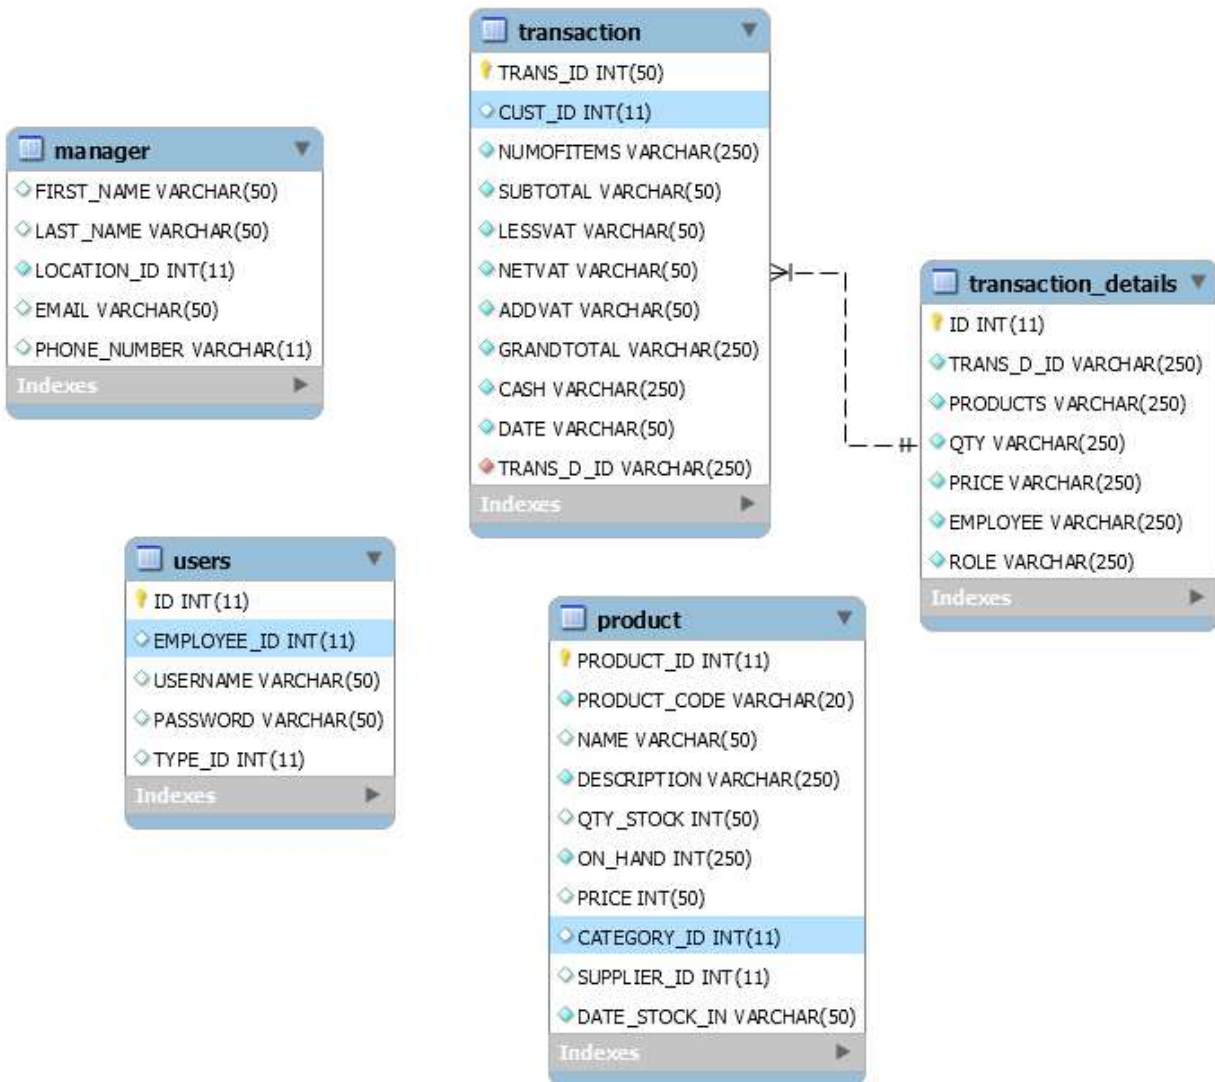 transaction
TRANS_ID INT(50)
CUST_ID INT(11)
NUMOFITEMS VARCHAR(250)
SUBTOTAL VARCHAR(50)
LESSVAT VARCHAR(50)
NETVAT VARCHAR(50)
ADDVAT VARCHAR(50)
GRANDTOTAL VARCHAR(250)
CASH VARCHAR(250)
DATE VARCHAR(50)
TRANS_D_ID VARCHAR(250)
Indexes
manager
FIRST_NAME VARCHAR(50)
LAST_NAME VARCHAR(50)
LOCATION_ID INT(11)
EMAIL VARCHAR(50)
PHONE_NUMBER VARCHAR(11)
Indexes
transaction_details
ID INT(11)
TRANS_D_ID VARCHAR(250)
PRODUCTS VARCHAR(250)
QTY VARCHAR(250)
PRICE VARCHAR(250)
EMPLOYEE VARCHAR(250)
ROLE VARCHAR(250)
Indexes
users
ID INT(11)
EMPLOYEE_ID INT(11)
USERNAME VARCHAR(50)
PASSWORD VARCHAR(50)
TYPE_ID INT(11)
Indexes
product
PRODUCT_ID INT(11)
PRODUCT_CODE VARCHAR(20)
NAME VARCHAR(50)
DESCRIPTION VARCHAR(250)
QTY_STOCK INT(50)
ON_HAND INT(250)
PRICE INT(50)
CATEGORY_ID INT(11)
SUPPLIER_ID INT(11)
DATE_STOCK_IN VARCHAR(50)
Indexes